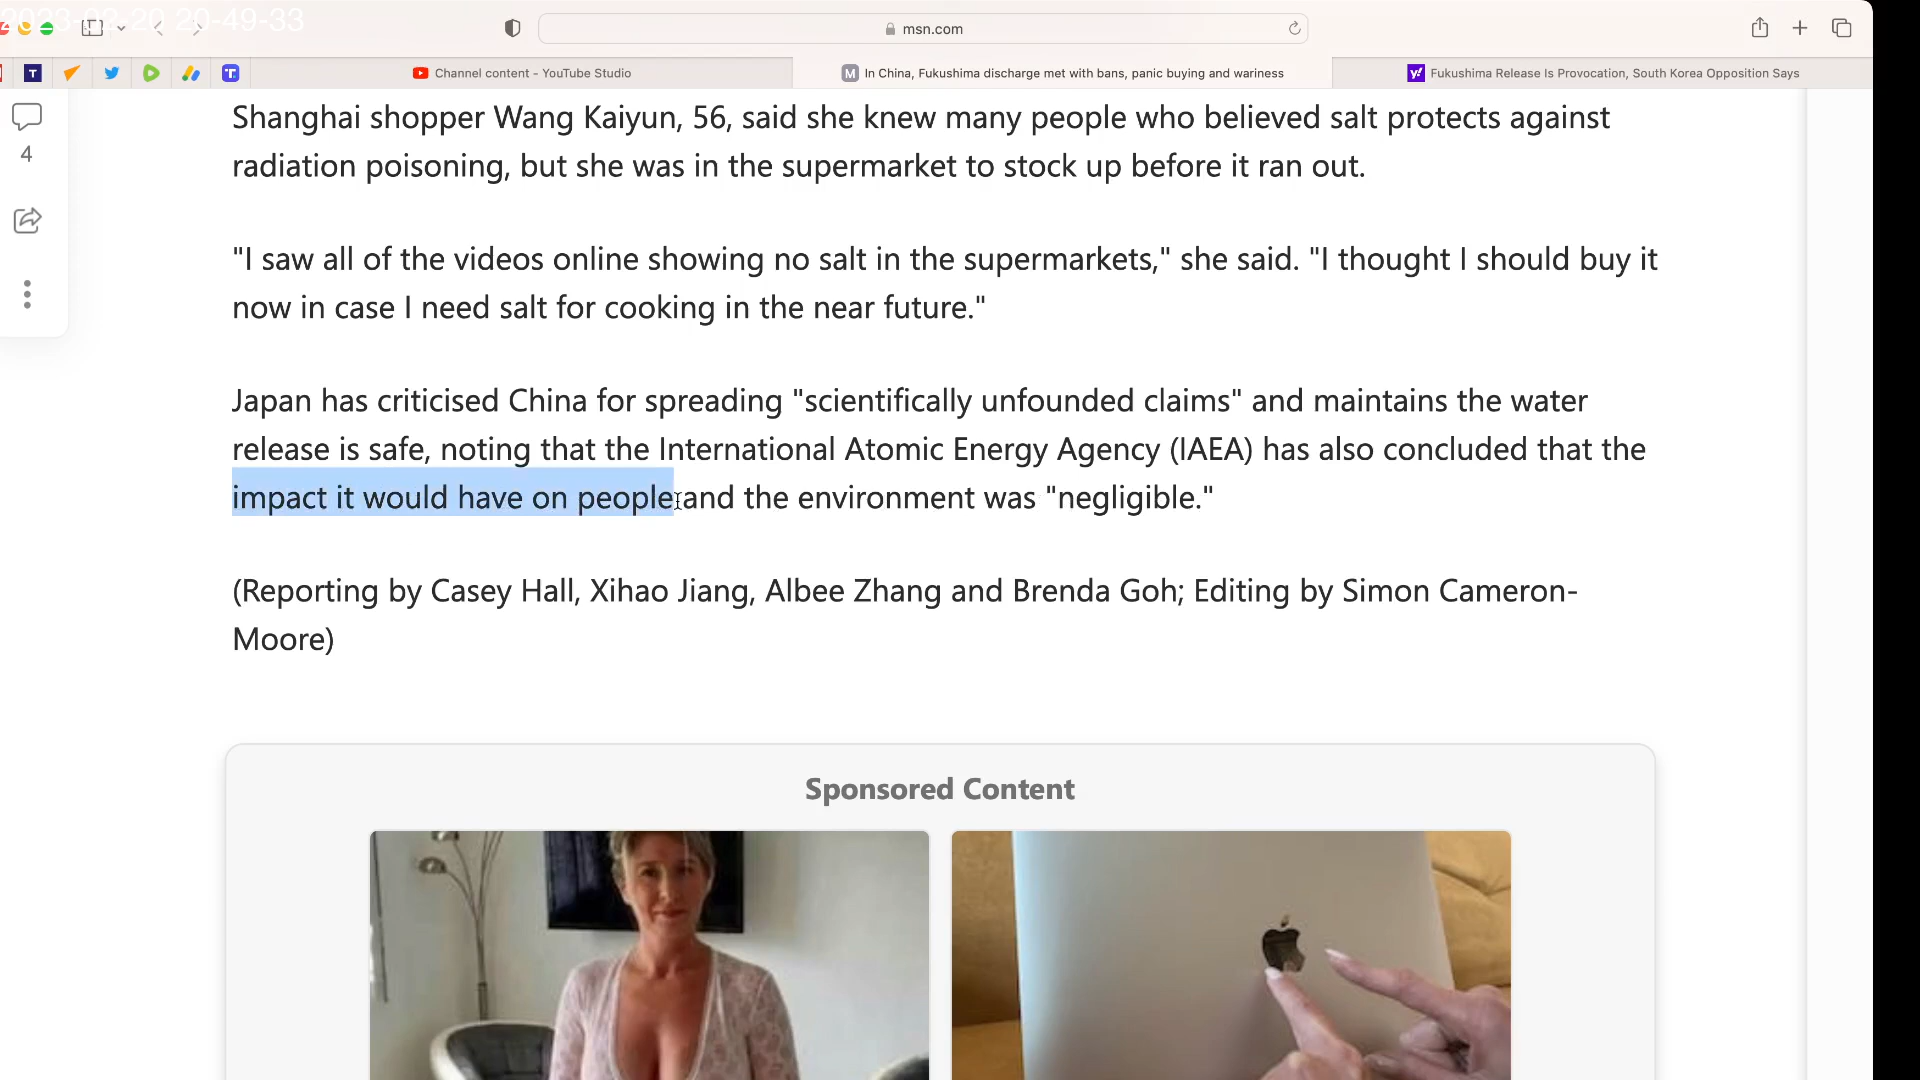 2023-02-20 20-49-33
msn.com
Channel content - YouTube Studio
In China, Fukushima discharge met with bans, panic buying and wariness
Fukushima Release Is Provocation, South Korea Opposition Says
4
Shanghai shopper Wang Kaiyun, 56, said she knew many people who believed salt protects against
radiation poisoning, but she was in the supermarket to stock up before it ran out.
"I saw all of the videos online showing no salt in the supermarkets," she said. "I thought I should buy it
now in case I need salt for cooking in the near future."
Japan has criticised China for spreading "scientifically unfounded claims" and maintains the water
release is safe, noting that the International Atomic Energy Agency (IAEA) has also concluded that the
impact it would have on people and the environment was "negligible."
(Reporting by Casey Hall, Xihao Jiang, Albee Zhang and Brenda Goh; Editing by Simon Cameron-
Moore)
Sponsored Content